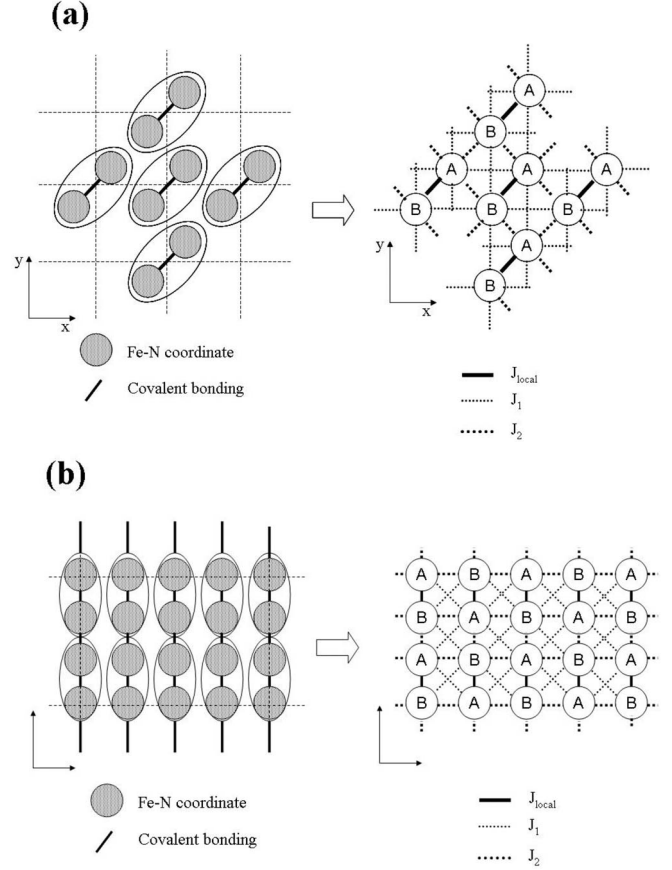 (a)
A
B
A A A
y y
B B B
A
x B x
Fe-N coordinate
Covalent bonding
J_local
J_1
J_2
(b)
A B A B A
B A B A B
A B A B A
B A B A B
Fe-N coordinate
Covalent bonding
J_local
J_1
J_2